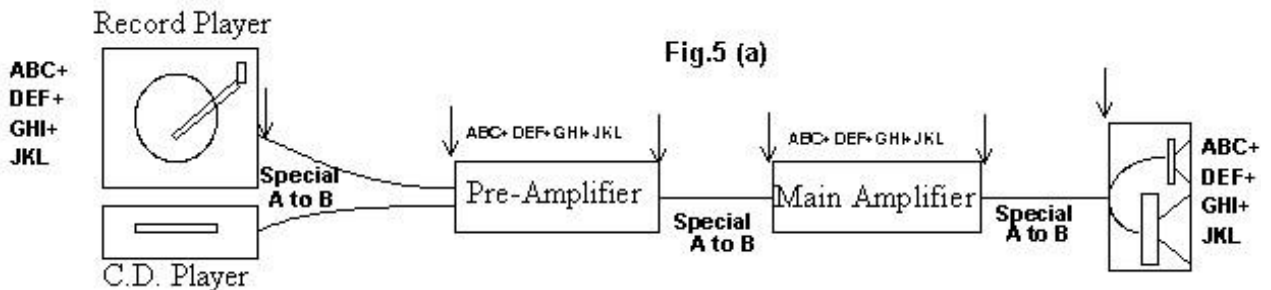 Record Player
Fig.5 (a)
ABC+
DEF+
GHI+
JKL
ABC+ DEF+ GHI+ JKL
ABC+ DEF+ GHI+ JKL
ABC+
DEF+
GHI+
JKL
Special
A to B
Pre-Amplifier
Special
A to B
Main Amplifier
Special
A to B
C.D. Player